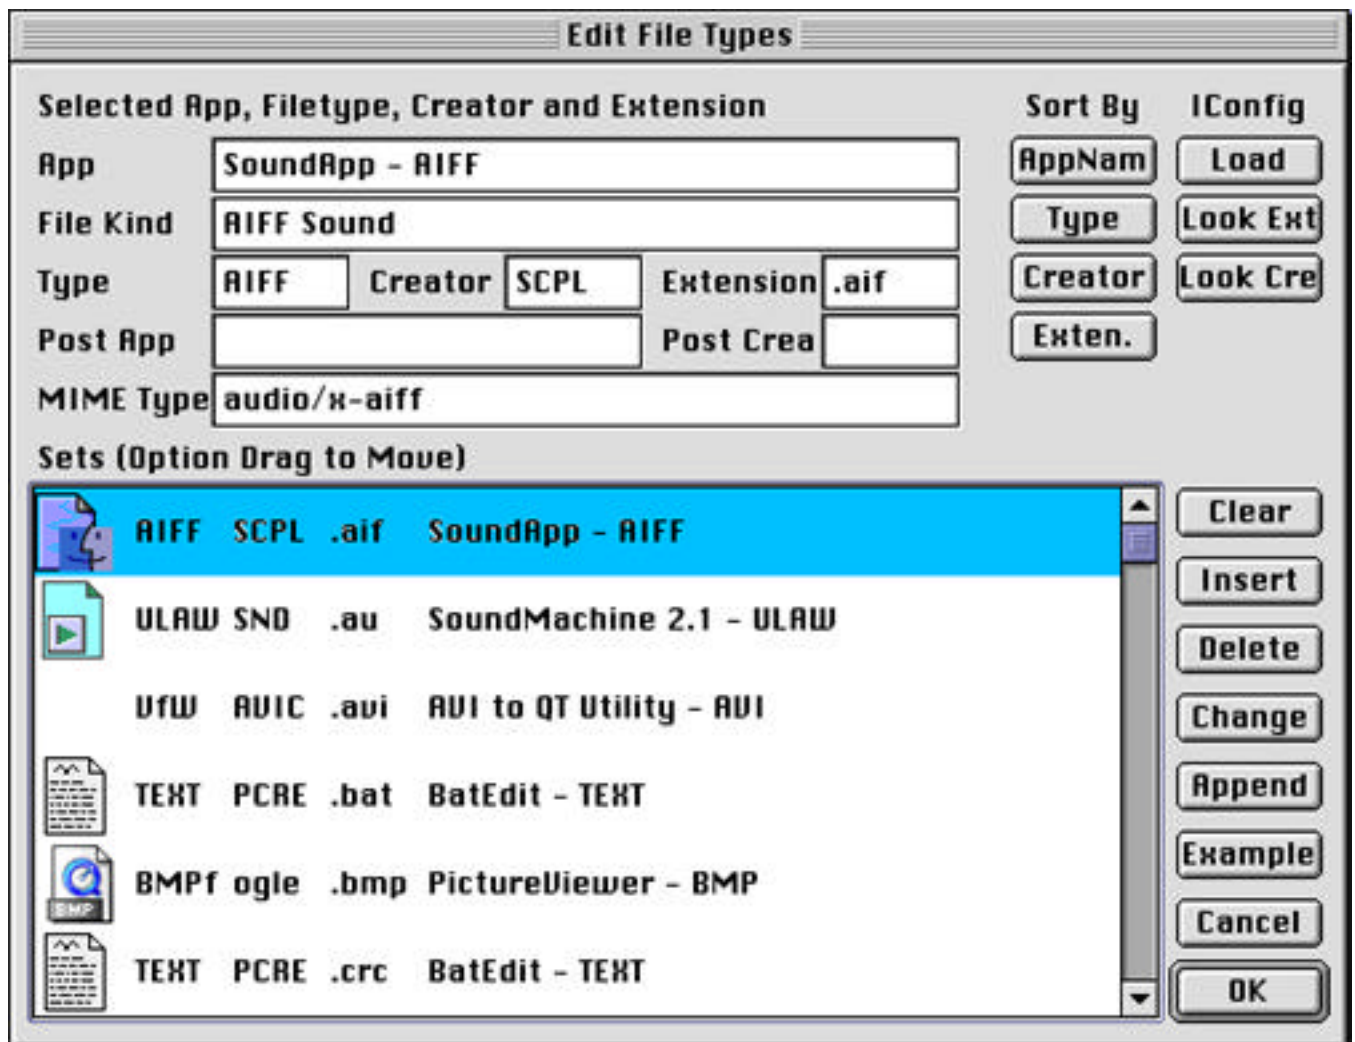 Edit File Types
Selected App, Filetype, Creator and Extension Sort By IConfig
App SoundApp - AIFF AppNam Load
File Kind AIFF Sound Type Look Ext
Type AIFF Creator SCPL Extension .aif Creator Look Cre
Post App Post Crea Exten.
MIME Type audio/x-aiff
Sets (Option Drag to Move)
AIFF SCPL .aif SoundApp - AIFF Clear
Insert
ULAW SND .au SoundMachine 2.1 - ULAW
Delete
VfW AVIC .avi AVI to QT Utility - AVI Change
TEXT PCRE .bat BatEdit - TEXT Append
Example
BMPf ogle .bmp PictureViewer - BMP
BMP
Cancel
TEXT PCRE .crc BatEdit - TEXT
OK